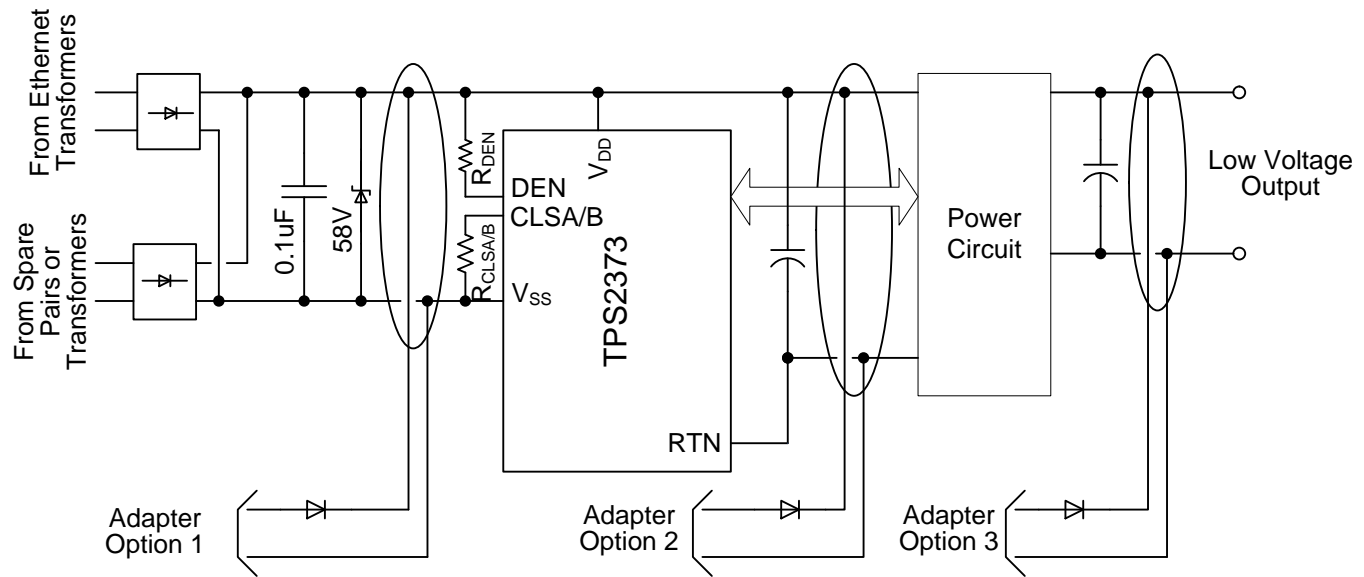 From Ethernet
Transformers
From Spare
Pairs or
Transformers
0.1uF
58V
RDEN
RCLSA/B
DEN
CLSA/B
VDD
VSS
TPS2373
RTN
Power
Circuit
Low Voltage
Output
Adapter
Option 1
Adapter
Option 2
Adapter
Option 3